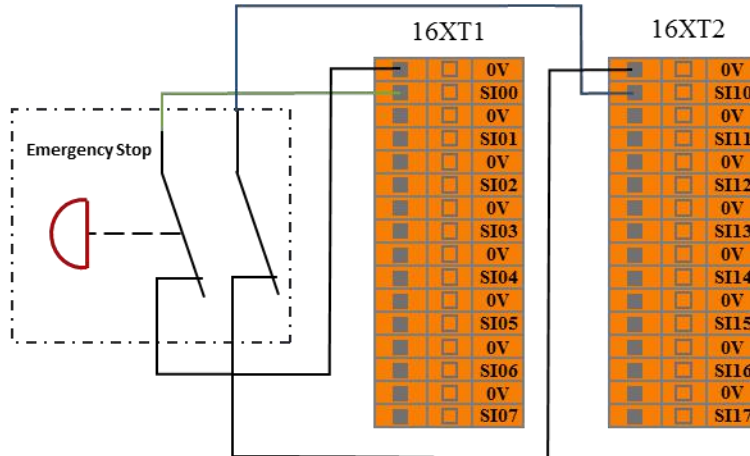 16XT1
16XT2
Emergency Stop
0V
SI00
0V
SI01
0V
SI02
0V
SI03
0V
SI04
0V
SI05
0V
SI06
0V
SI07
0V
SI10
0V
SI11
0V
SI12
0V
SI13
0V
SI14
0V
SI15
0V
SI16
0V
SI17